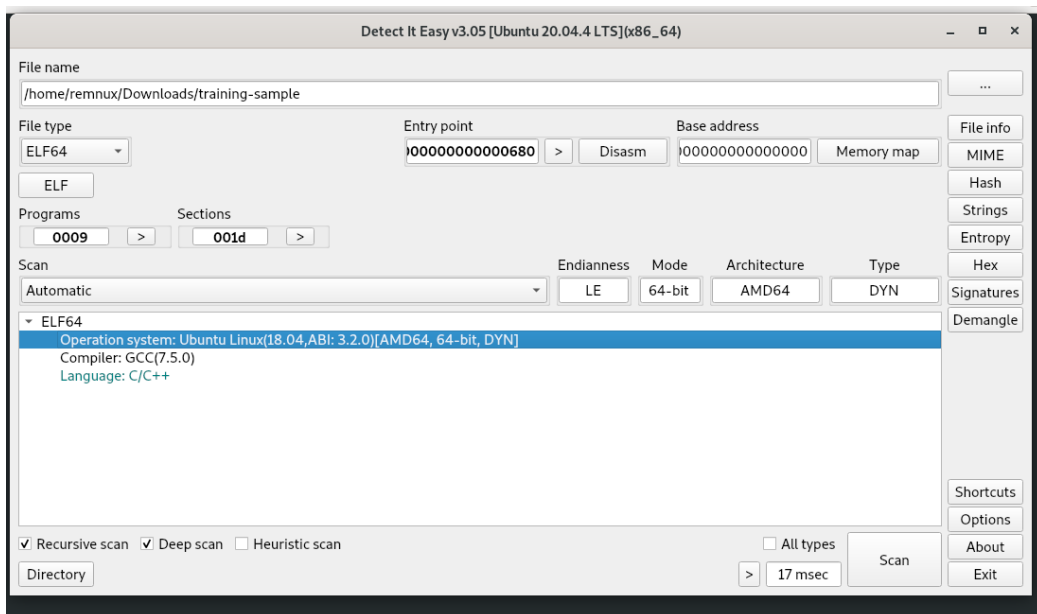 Detect It Easy v3.05 [Ubuntu 20.04.4 LTS](x86_64)
File name
/home/remnux/Downloads/training-sample
...
File type
Entry point
Base address
File info
ELF64
000000000000680
>
Disasm
000000000000000
Memory map
MIME
ELF
Hash
Programs
Sections
Strings
0009
>
001d
>
Entropy
Scan
Endianness
Mode
Architecture
Type
Hex
Automatic
LE
64-bit
AMD64
DYN
Signatures
ELF64
Demangle
Operation system: Ubuntu Linux(18.04,ABI: 3.2.0)[AMD64, 64-bit, DYN]
Compiler: GCC(7.5.0)
Language: C/C++
Shortcuts
Options
Recursive scan
Deep scan
Heuristic scan
All types
Scan
About
Directory
>
17 msec
Exit